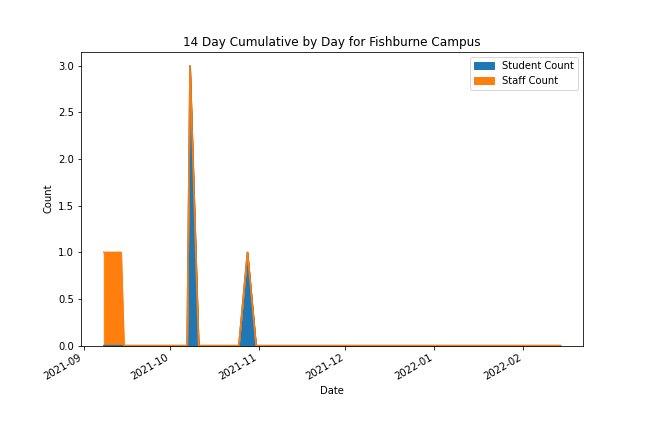 14 Day Cumulative by Day for Fishburne Campus
Student Count
Staff Count
3.0
2.5
2.0
1.5
1.0
0.5
0.0
Count
2021-09
2021-10
2021-11
2021-12
2022-01
2022-02
Date